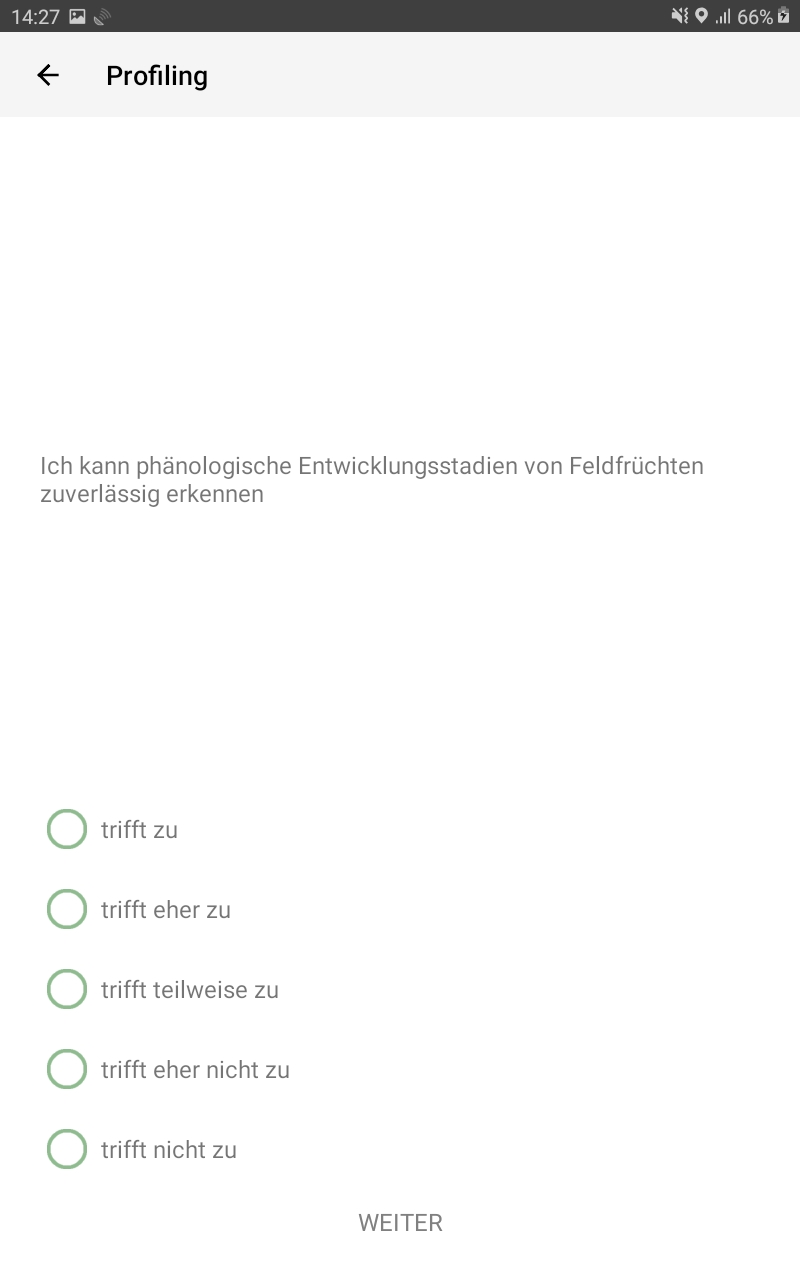 14:27 66%
Profiling
Ich kann phänologische Entwicklungsstadien von Feldfrüchten
zuverlässig erkennen
trifft zu
trifft eher zu
trifft teilweise zu
trifft eher nicht zu
trifft nicht zu
WEITER